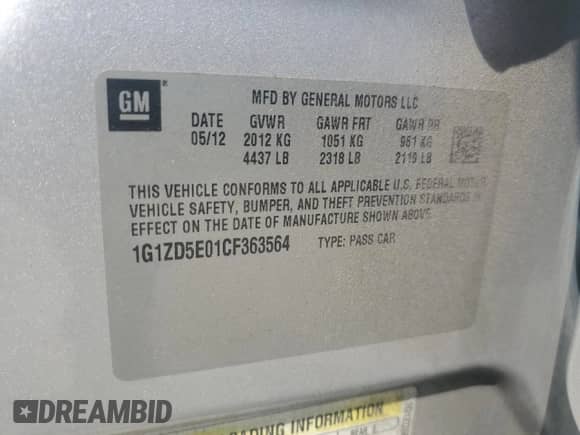 GM
MFD BY GENERAL MOTORS LLC
DATE GVWR GAWR FRT GAWR RR
05/12 2012 KG 1051 KG 961 KG
4437 LB 2318 LB 2119 LB
THIS VEHICLE CONFORMS TO ALL APPLICABLE U.S. FEDERAL MOTOR
VEHICLE SAFETY, BUMPER, AND THEFT PREVENTION STANDARDS IN
EFFECT ON THE DATE OF MANUFACTURE SHOWN ABOVE.
1G1ZD5E01CF363564 TYPE: PASS CAR
LOADING INFORMATION
DREAMBID